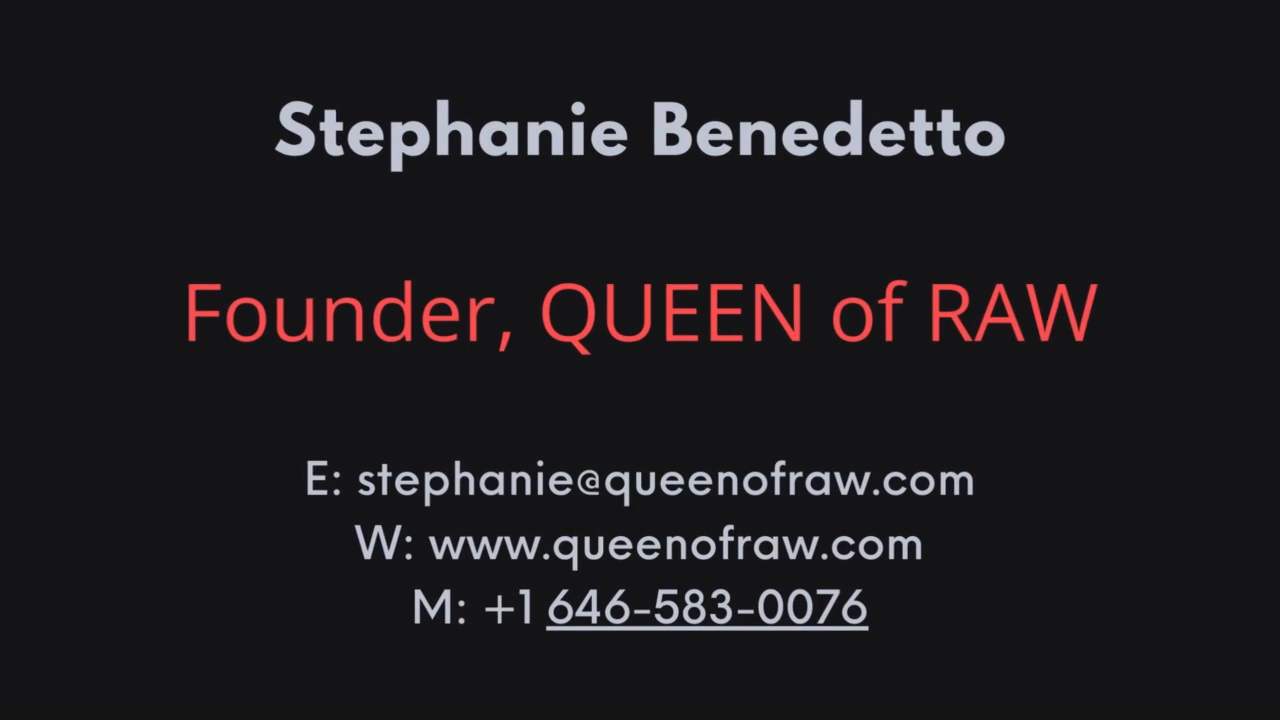 Stephanie Benedetto
Founder, QUEEN of RAW
E: stephanie@queenofraw.com
W: www.queenofraw.com
M: +1 646-583-0076